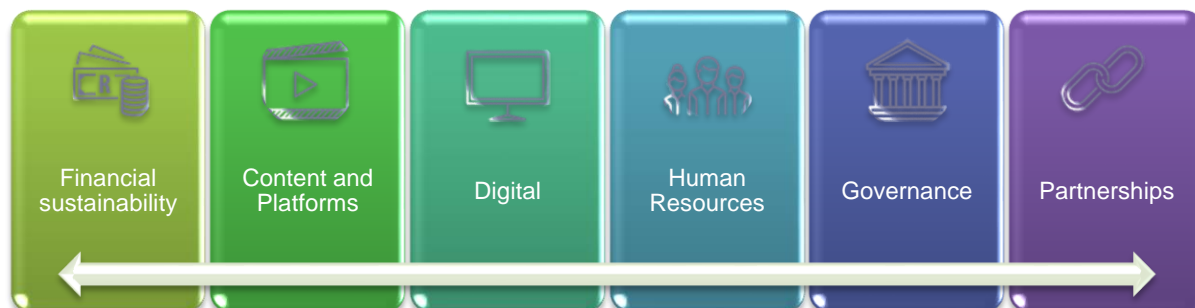 Financial
sustainability
Content and
Platforms
Digital
Human
Resources
Governance
Partnerships